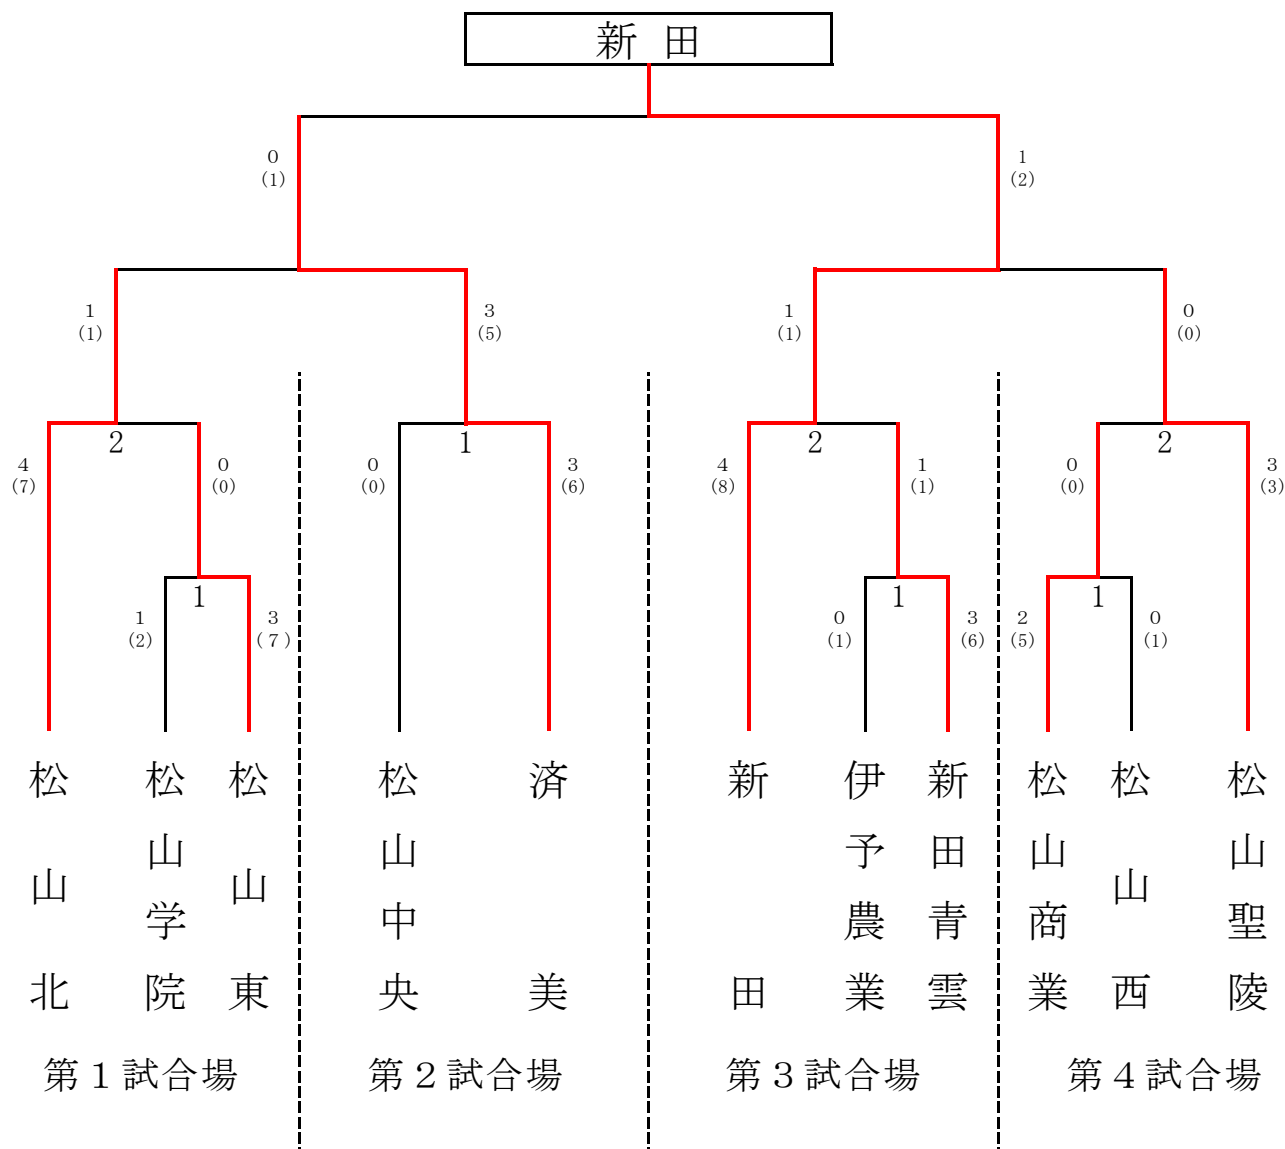 新田
０ １
(1) (2)
１ ３ １ ０
(1) (5) (1) (0)
２ １ ２ ２
４ ０ ０ ３ ４ １ ０ ３
(7) (0) (0) (6) (8) (1) (0) (3)
１ １ １
１ ３ ０ ３ ２ ０
(2) (７) (1) (6) (5) (1)
松山北
松山学院
松山東
松山中央
済美
新田
伊予農業
新田青雲
松山商業
松山西
松山聖陵
第１試合場 第２試合場 第３試合場 第４試合場